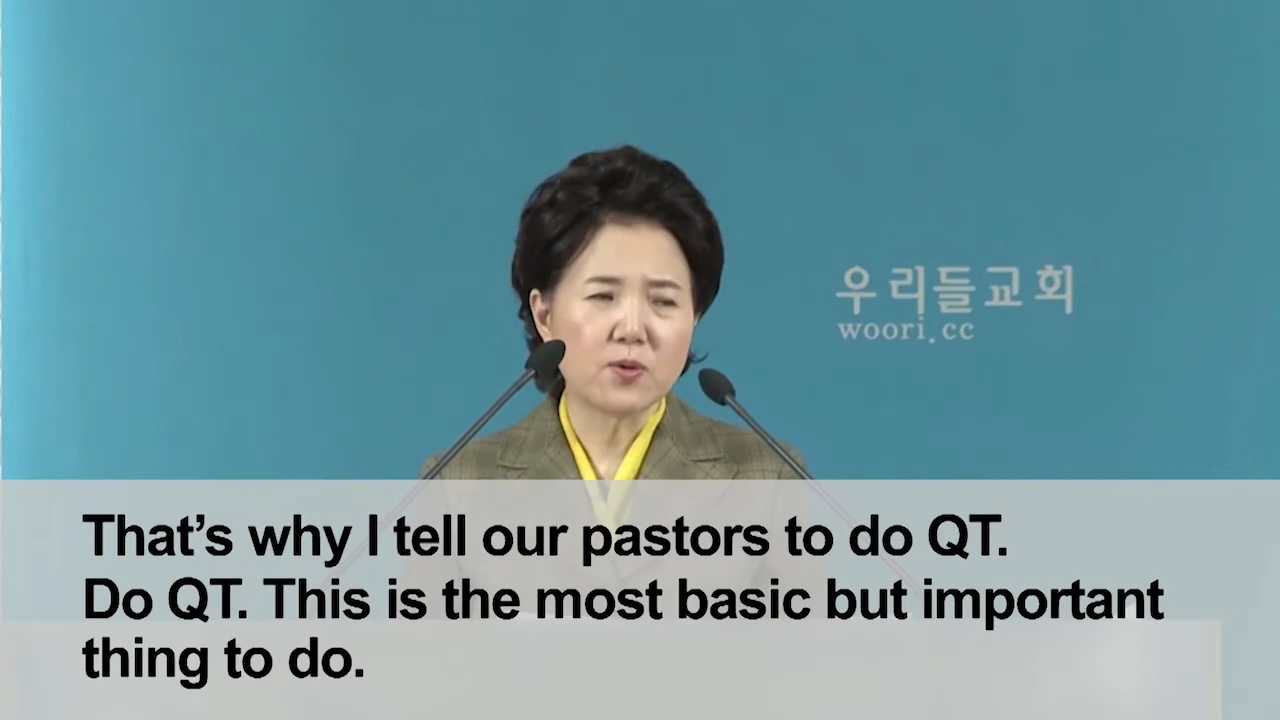 우리들교회
woori.cc
That’s why I tell our pastors to do QT.
Do QT. This is the most basic but important
thing to do.